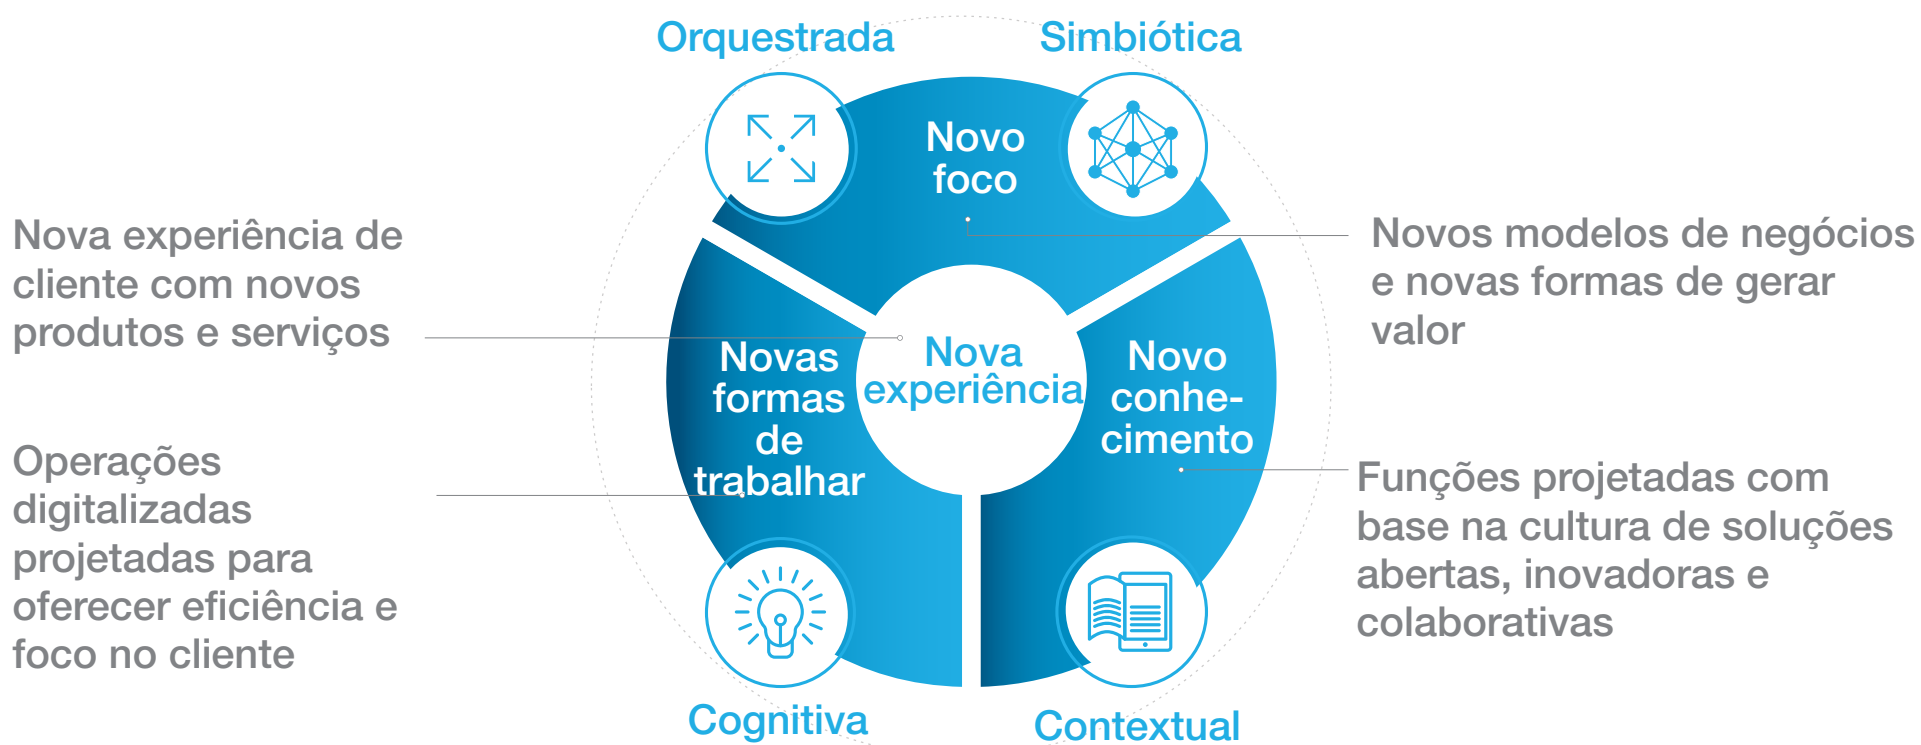 Orquestrada
Simbiótica
Novo
foco
Nova experiência de
cliente com novos
produtos e serviços
Novos modelos de negócios
e novas formas de gerar
valor
Nova
experiência
Novas
formas
de
trabalhar
Novo
conhe-
cimento
Operações
digitalizadas
projetadas para
oferecer eficiência e
foco no cliente
Funções projetadas com
base na cultura de soluções
abertas, inovadoras e
colaborativas
Cognitiva
Contextual